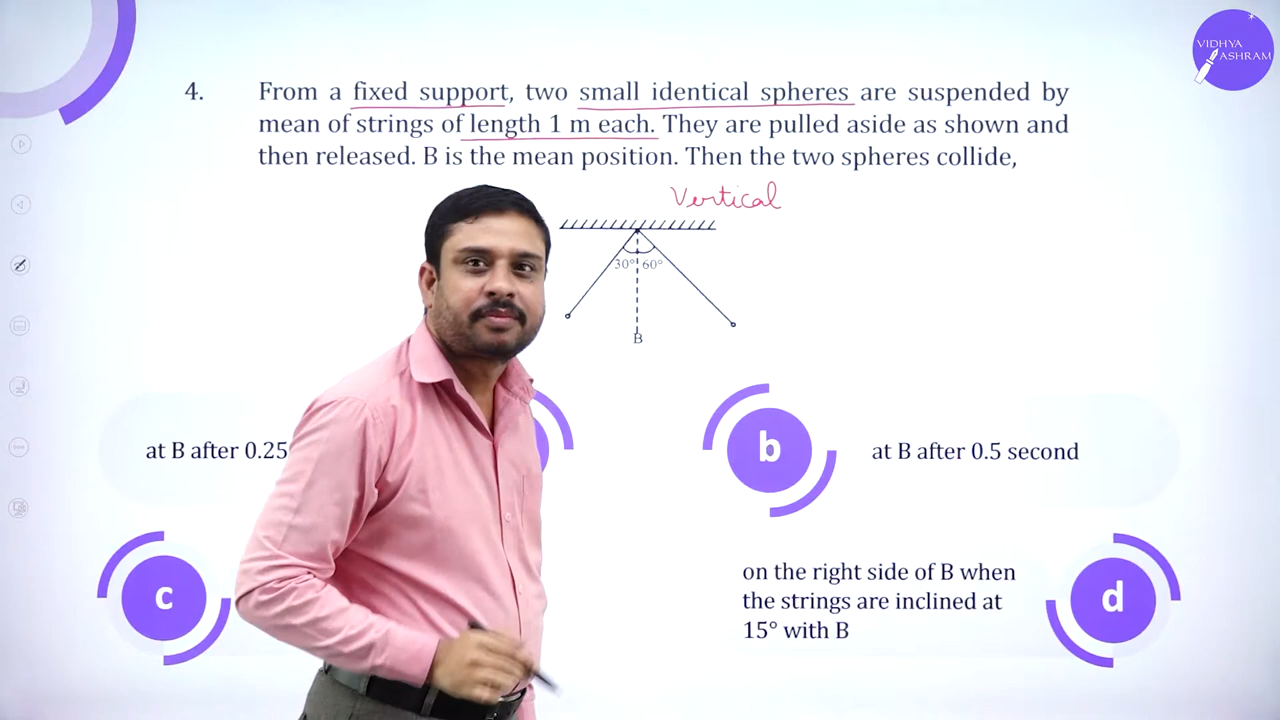 VIDHYA
ASHRAM
4. From a fixed support, two small identical spheres are suspended by
mean of strings of length 1 m each. They are pulled aside as shown and
then released. B is the mean position. Then the two spheres collide,
Vertical
30° 60°
B
at B after 0.25
b
at B after 0.5 second
c
on the right side of B when
the strings are inclined at
15° with B
d